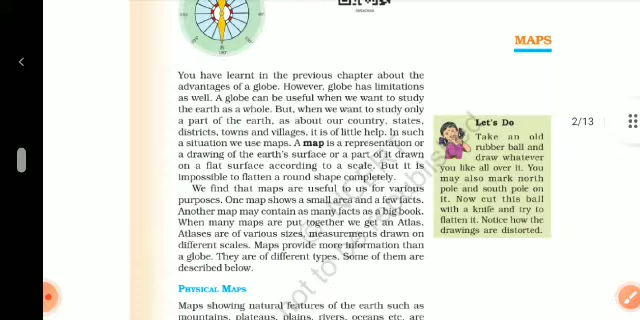 MAPS
You have learnt in the previous chapter about the
advantages of a globe. However, globe has limitations
as well. A globe can be useful when we want to study
the earth as a whole. But, when we want to study only
a part of the earth, as about our country, states,
districts, towns and villages, it is of little help. In such
a situation we use maps. A map is a representation or
a drawing of the earth's surface or a part of it drawn
on a flat surface according to a scale. But it is
impossible to flatten a round shape completely.
We find that maps are useful to us for various
purposes. One map shows a small area and a few facts.
Another map may contain as many facts as a big book.
When many maps are put together we get an Atlas.
Atlases are of various sizes, measurements drawn on
different scales. Maps provide more information than
a globe. They are of different types. Some of them are
described below.
PHYSICAL MAPS
Maps showing natural features of the earth such as
mountains, plateaus, plains, rivers, oceans etc. are
Let's Do
Take an old
rubber ball and
draw whatever
you like all over it. You
may also mark north
pole and south pole on
it. Now cut this ball
with a knife and try to
flatten it. Notice how the
drawings are distorted.
2/13
not to be republished